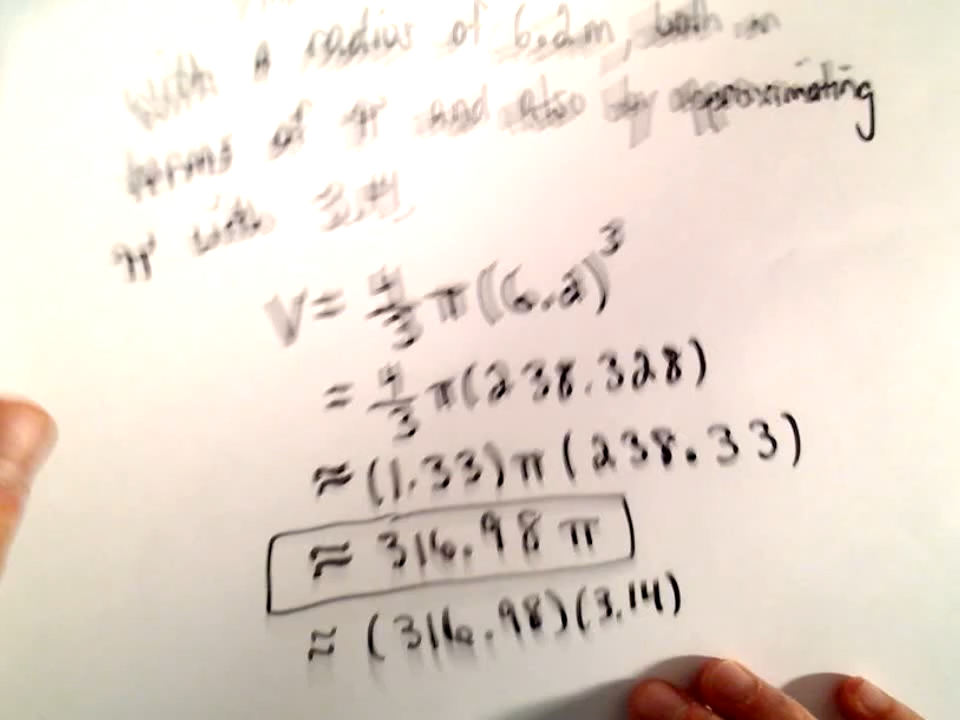 with a radius of 6.2m, both in
terms of π and also by approximating
π with 3.14
V = 4/3 π(6.2)³
= 4/3 π(238.328)
≈ (1.33)π(238.33)
≈ 316.98 π
≈ (316.98)(3.14)